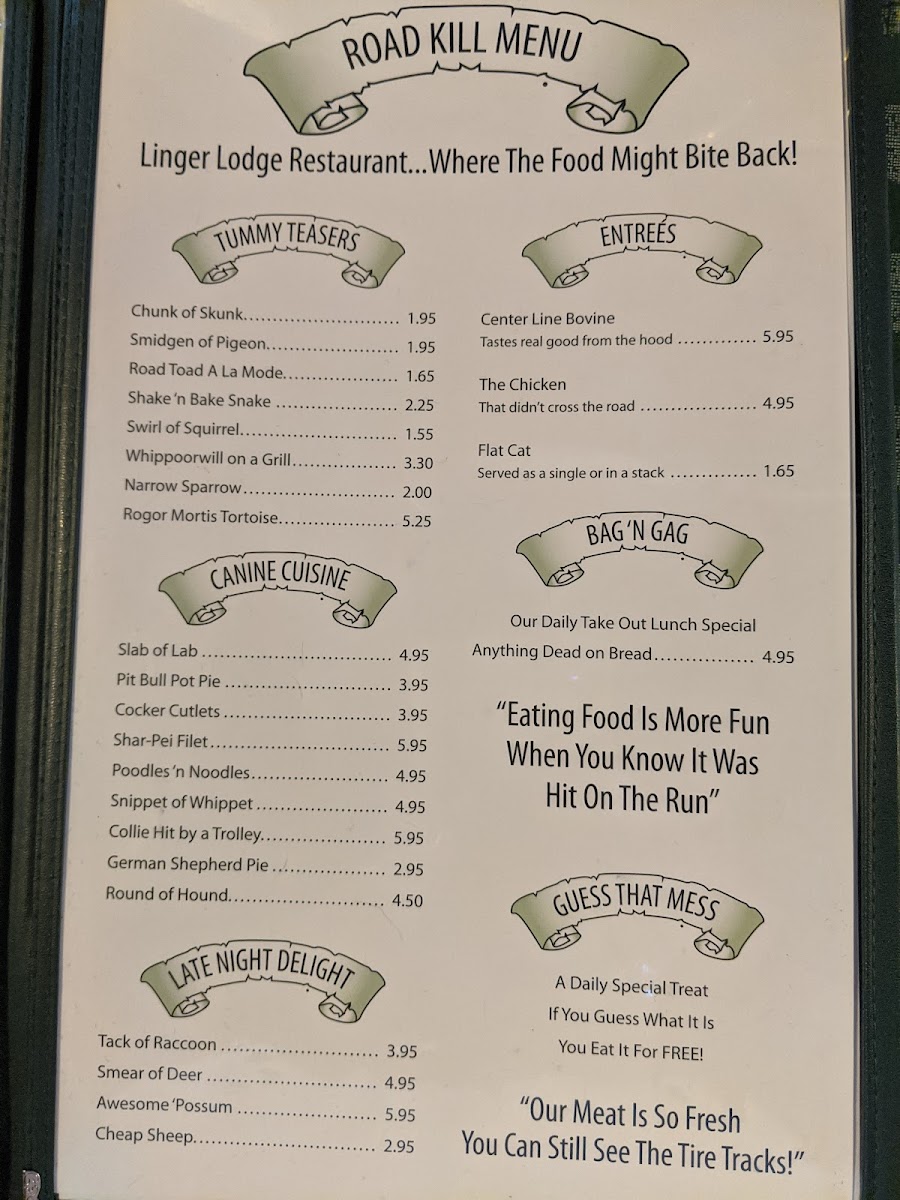 ROAD KILL MENU
Linger Lodge Restaurant...Where The Food Might Bite Back!
TUMMY TEASERS
Chunk of Skunk............................ 1.95
Smidgen of Pigeon........................ 1.95
Road Toad A La Mode..................... 1.65
Shake 'n Bake Snake ...................... 2.25
Swirl of Squirrel............................. 1.55
Whippoorwill on a Grill................... 3.30
Narrow Sparrow............................ 2.00
Rogor Mortis Tortoise..................... 5.25
CANINE CUISINE
Slab of Lab .................................. 4.95
Pit Bull Pot Pie .............................. 3.95
Cocker Cutlets .............................. 3.95
Shar-Pei Filet................................ 5.95
Poodles 'n Noodles......................... 4.95
Snippet of Whippet ........................ 4.95
Collie Hit by a Trolley....................... 5.95
German Shepherd Pie .................... 2.95
Round of Hound............................ 4.50
LATE NIGHT DELIGHT
Tack of Raccoon ............................ 3.95
Smear of Deer ............................... 4.95
Awesome 'Possum ......................... 5.95
Cheap Sheep................................. 2.95
ENTREÉS
Center Line Bovine
Tastes real good from the hood ............. 5.95
The Chicken
That didn't cross the road ................... 4.95
Flat Cat
Served as a single or in a stack .............. 1.65
BAG 'N GAG
Our Daily Take Out Lunch Special
Anything Dead on Bread................ 4.95
“Eating Food Is More Fun
When You Know It Was
Hit On The Run”
GUESS THAT MESS
A Daily Special Treat
If You Guess What It Is
You Eat It For FREE!
“Our Meat Is So Fresh
You Can Still See The Tire Tracks!”